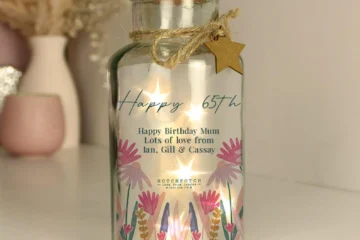 Happy 65th
Happy Birthday Mum
Lots of love from
Ian, Gill & Cassay